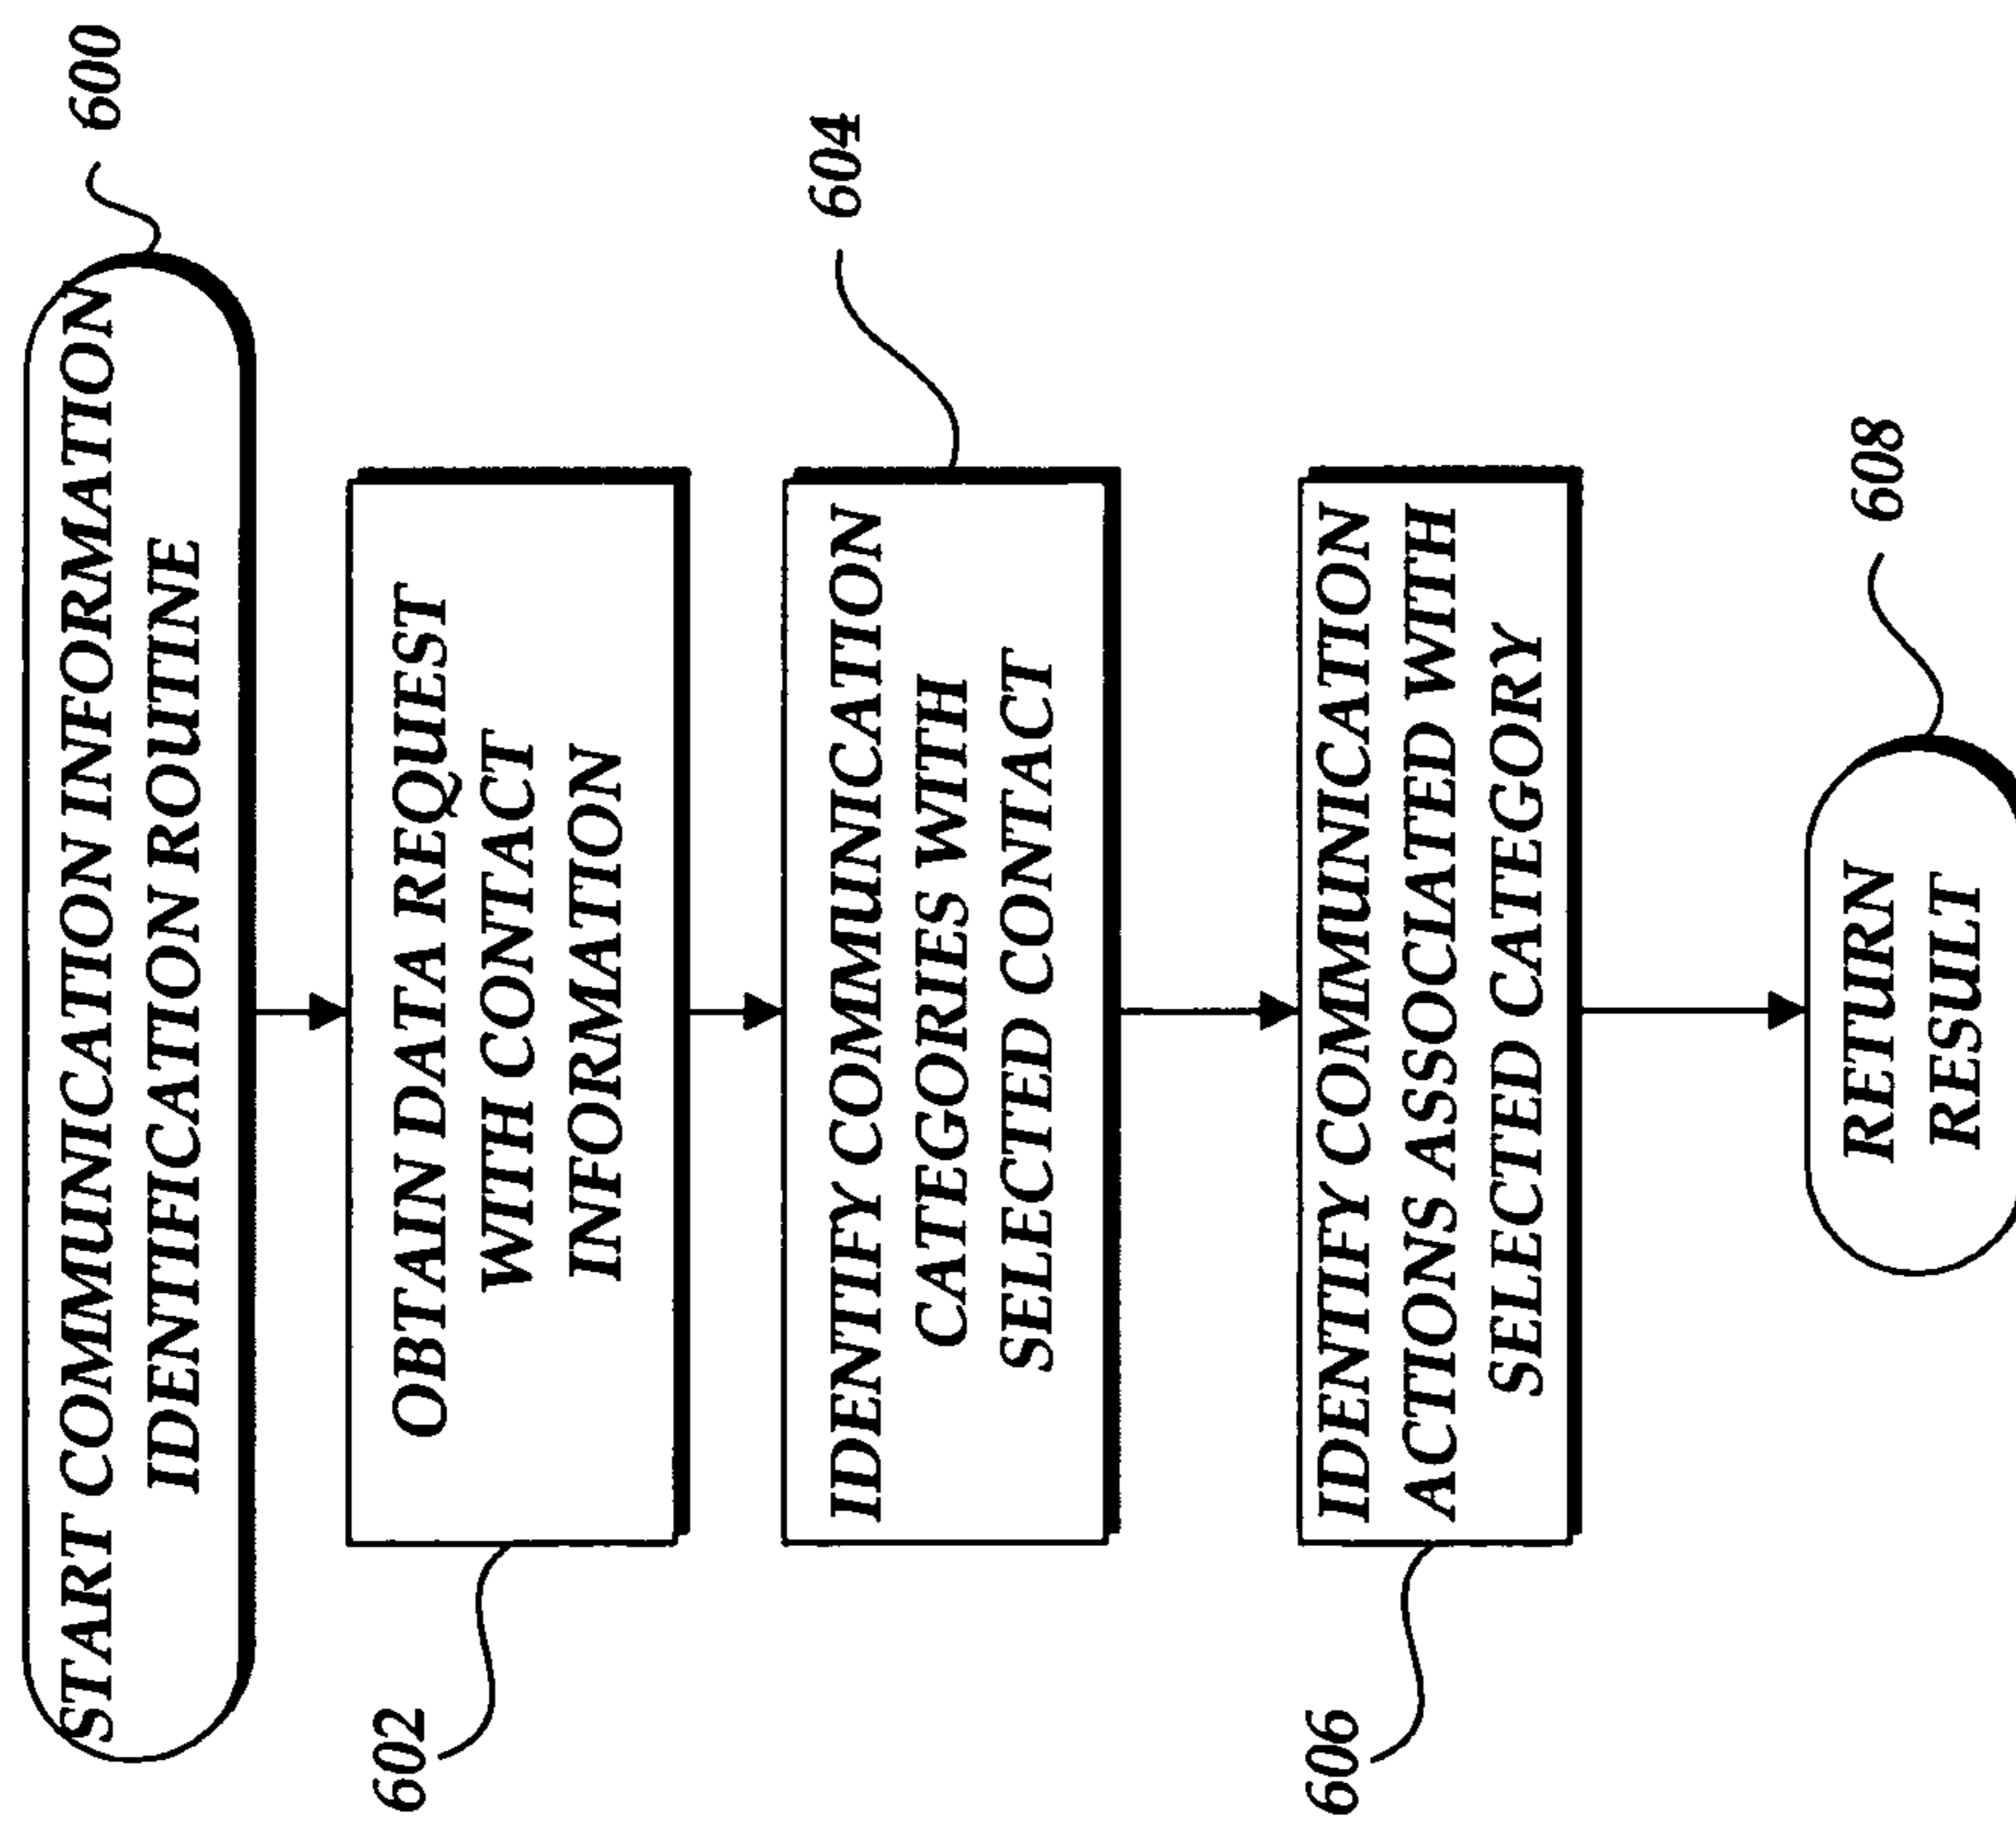 START COMMUNICATION INFORMATION
IDENTIFICATION ROUTINE
600
OBTAIN DATA REQUEST
WITH CONTACT
INFORMATION
602
IDENTIFY COMMUNICATION
CATEGORIES WITH
SELECTED CONTACT
604
IDENTIFY COMMUNICATION
ACTIONS ASSOCIATED WITH
SELECTED CATEGORY
606
RETURN
RESULT
608